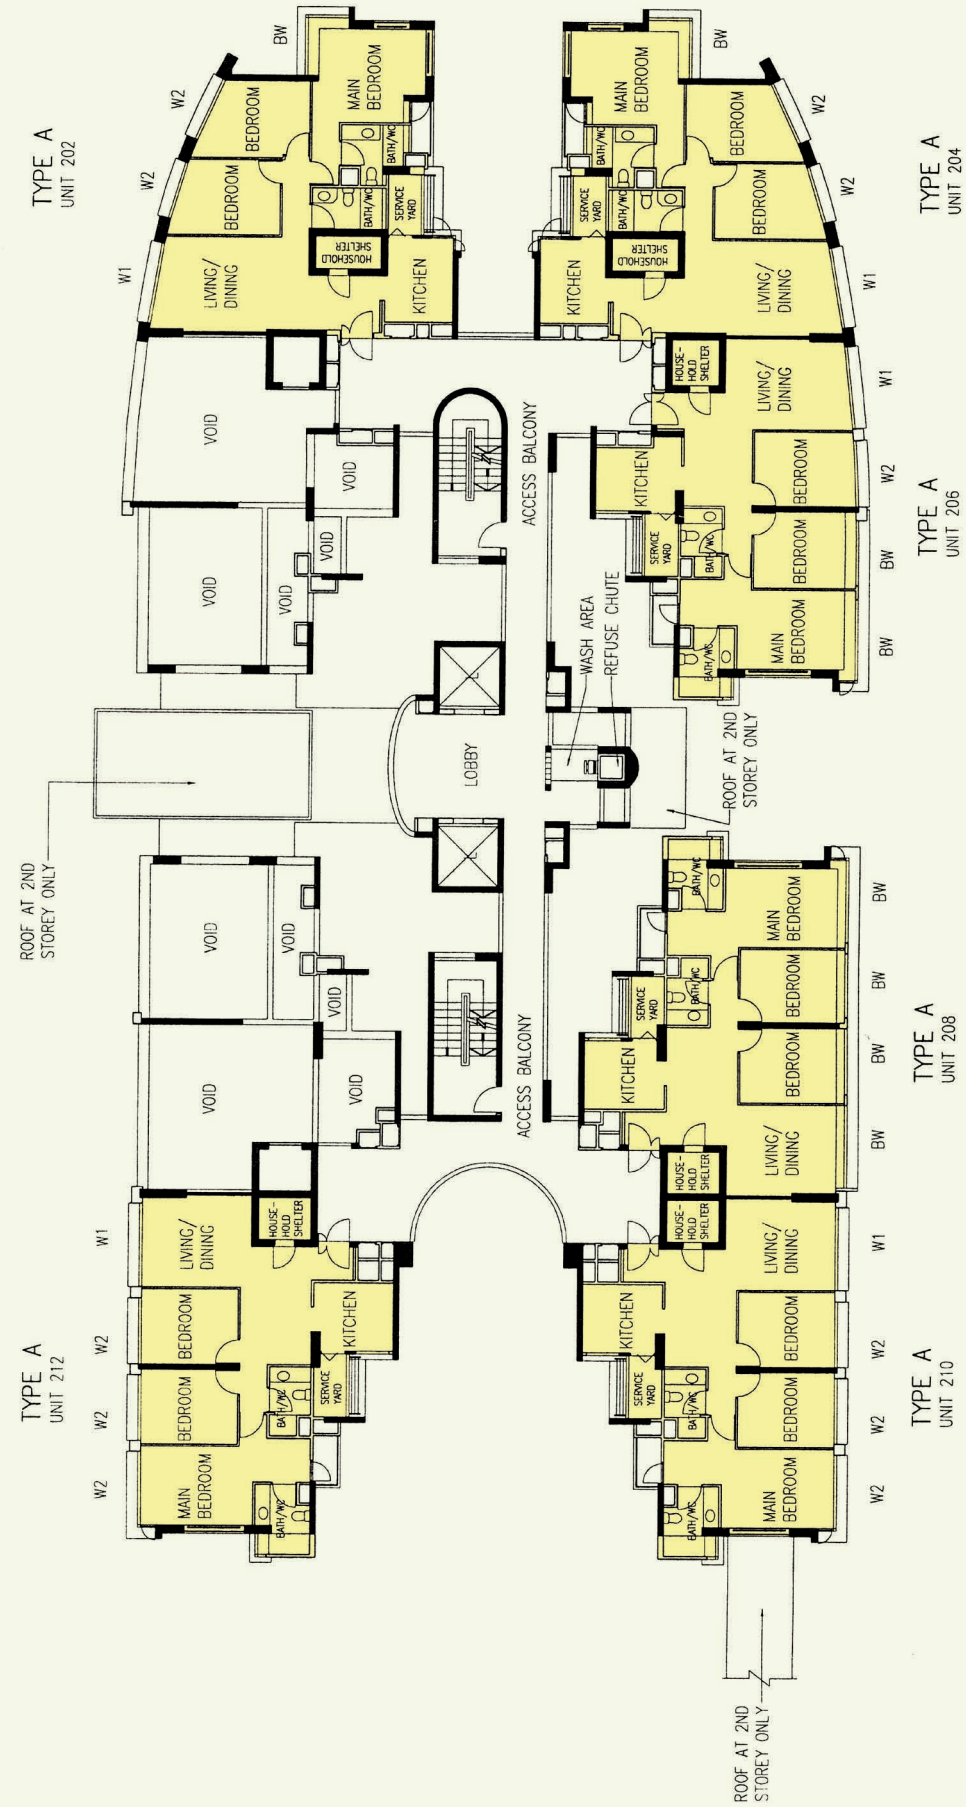 TYPE A
UNIT 202
W2
W2
W1
BW
BEDROOM
BEDROOM
LIVING/
DINING
MAIN
BEDROOM
BATH/WC
BATH/WC
SERVICE
YARD
HOUSEHOLD
SHELTER
KITCHEN
TYPE A
UNIT 204
BW
W2
W2
W1
MAIN
BEDROOM
BEDROOM
BEDROOM
BATH/WC
BATH/WC
SERVICE
YARD
HOUSEHOLD
SHELTER
KITCHEN
LIVING/
DINING
TYPE A
UNIT 206
W1
W2
BW
BW
HOUSE-
HOLD
SHELTER
LIVING/
DINING
KITCHEN
BEDROOM
SERVICE
YARD
BATH/WC
BEDROOM
BATH/WC
MAIN
BEDROOM
VOID
VOID
VOID
VOID
VOID
ACCESS BALCONY
WASH AREA
REFUSE CHUTE
LOBBY
ROOF AT 2ND
STOREY ONLY
ROOF AT 2ND
STOREY ONLY
VOID
VOID
VOID
VOID
VOID
ACCESS BALCONY
TYPE A
UNIT 208
BW
BW
BW
BW
BATH/WC
MAIN
BEDROOM
BATH/WC
BEDROOM
SERVICE
YARD
KITCHEN
BEDROOM
HOUSE-
HOLD
SHELTER
LIVING/
DINING
TYPE A
UNIT 212
W1
W2
W2
W2
LIVING/
DINING
HOUSE-
HOLD
SHELTER
BEDROOM
KITCHEN
BEDROOM
BATH/WC
SERVICE
YARD
MAIN
BEDROOM
BATH/WC
TYPE A
UNIT 210
W1
W2
W2
W2
HOUSE-
HOLD
SHELTER
LIVING/
DINING
KITCHEN
BEDROOM
SERVICE
YARD
BATH/WC
BEDROOM
BATH/WC
MAIN
BEDROOM
ROOF AT 2ND
STOREY ONLY